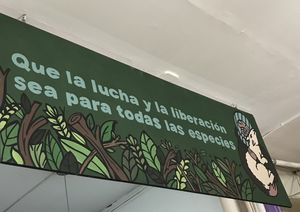 Que la lucha y la liberación
sea para todas las especies